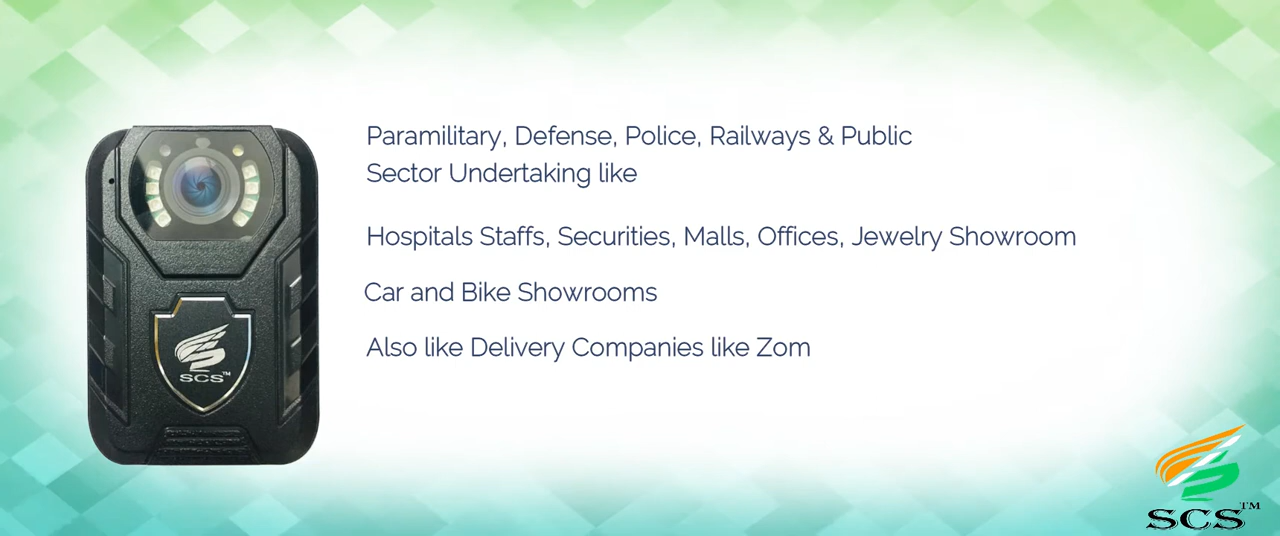 Paramilitary, Defense, Police, Railways & Public
Sector Undertaking like
Hospitals Staffs, Securities, Malls, Offices, Jewelry Showroom
Car and Bike Showrooms
Also like Delivery Companies like Zom
SCS™
SCS™